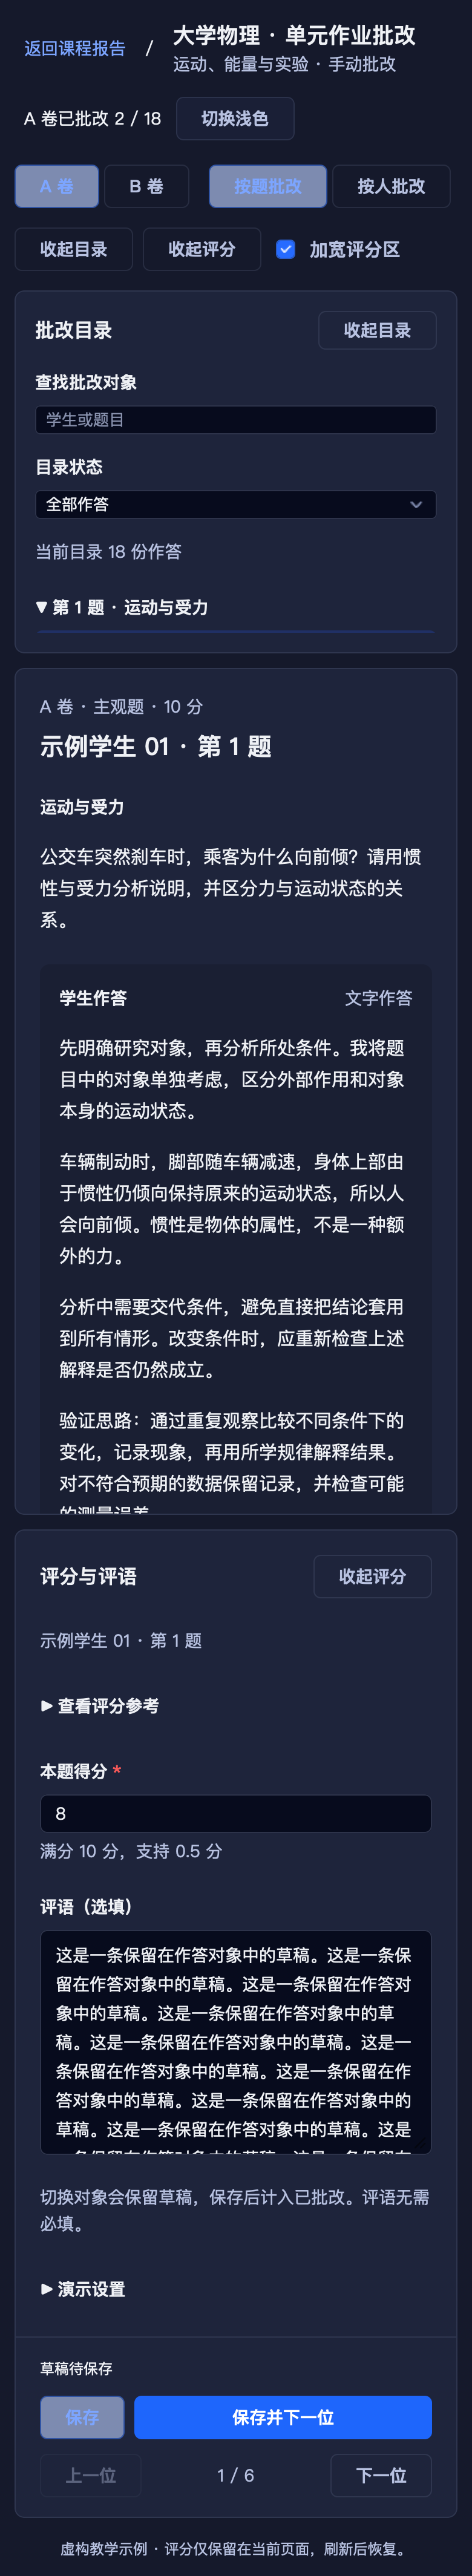 返回课程报告 / 大学物理 · 单元作业批改
运动、能量与实验 · 手动批改
A 卷已批改 2 / 18 切换浅色
A 卷 B 卷 按题批改 按人批改
收起目录 收起评分 加宽评分区
批改目录 收起目录
查找批改对象
学生或题目
目录状态
全部作答
当前目录 18 份作答
▼ 第 1 题 · 运动与受力
A 卷 · 主观题 · 10 分
示例学生 01 · 第 1 题
运动与受力
公交车突然刹车时，乘客为什么向前倾？请用惯
性与受力分析说明，并区分力与运动状态的关
系。
学生作答 文字作答
先明确研究对象，再分析所处条件。我将题
目中的对象单独考虑，区分外部作用和对象
本身的运动状态。
车辆制动时，脚部随车辆减速，身体上部由
于惯性仍倾向保持原来的运动状态，所以人
会向前倾。惯性是物体的属性，不是一种额
外的力。
分析中需要交代条件，避免直接把结论套用
到所有情形。改变条件时，应重新检查上述
解释是否仍然成立。
验证思路：通过重复观察比较不同条件下的
变化，记录现象，再用所学规律解释结果。
对不符合预期的数据保留记录，并检查可能
评分与评语 收起评分
示例学生 01 · 第 1 题
▶ 查看评分参考
本题得分 *
8
满分 10 分，支持 0.5 分
评语（选填）
这是一条保留在作答对象中的草稿。这是一条保
留在作答对象中的草稿。这是一条保留在作答对
象中的草稿。这是一条保留在作答对象中的草
稿。这是一条保留在作答对象中的草稿。这是一
条保留在作答对象中的草稿。这是一条保留在作
答对象中的草稿。这是一条保留在作答对象中的
草稿。这是一条保留在作答对象中的草稿。这是
切换对象会保留草稿，保存后计入已批改。评语无需
必填。
▶ 演示设置
草稿待保存
保存 保存并下一位
上一位 1 / 6 下一位
虚构教学示例 · 评分仅保留在当前页面，刷新后恢复。